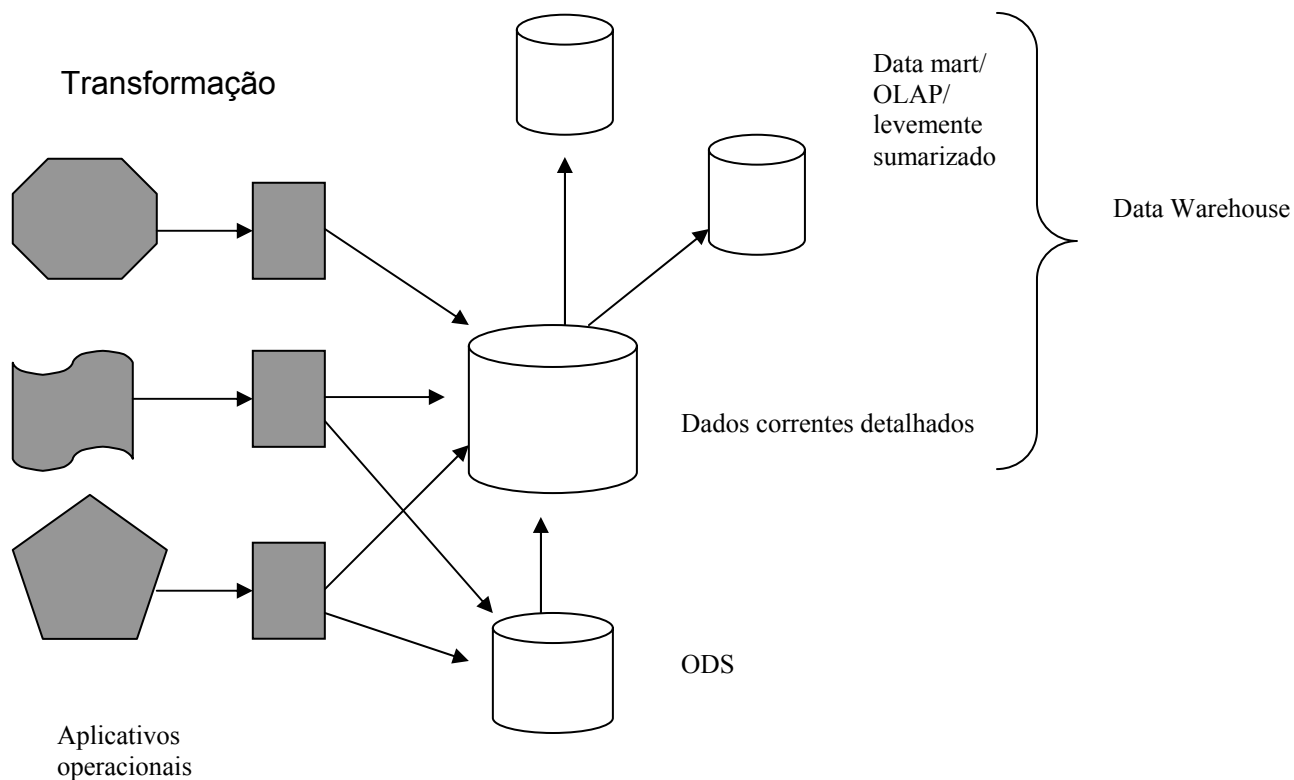 Transformação
Data mart/
OLAP/
levemente
sumarizado
Data Warehouse
Dados correntes detalhados
ODS
Aplicativos
operacionais